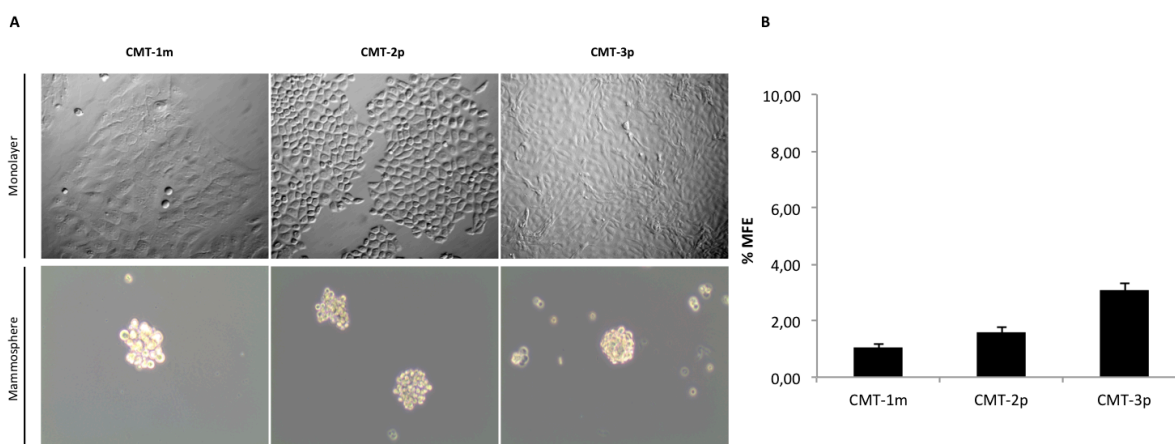 A
B
CMT-1m
CMT-2p
CMT-3p
Monolayer
Mammosphere
% MFE
10,00
8,00
6,00
4,00
2,00
0,00
CMT-1m
CMT-2p
CMT-3p